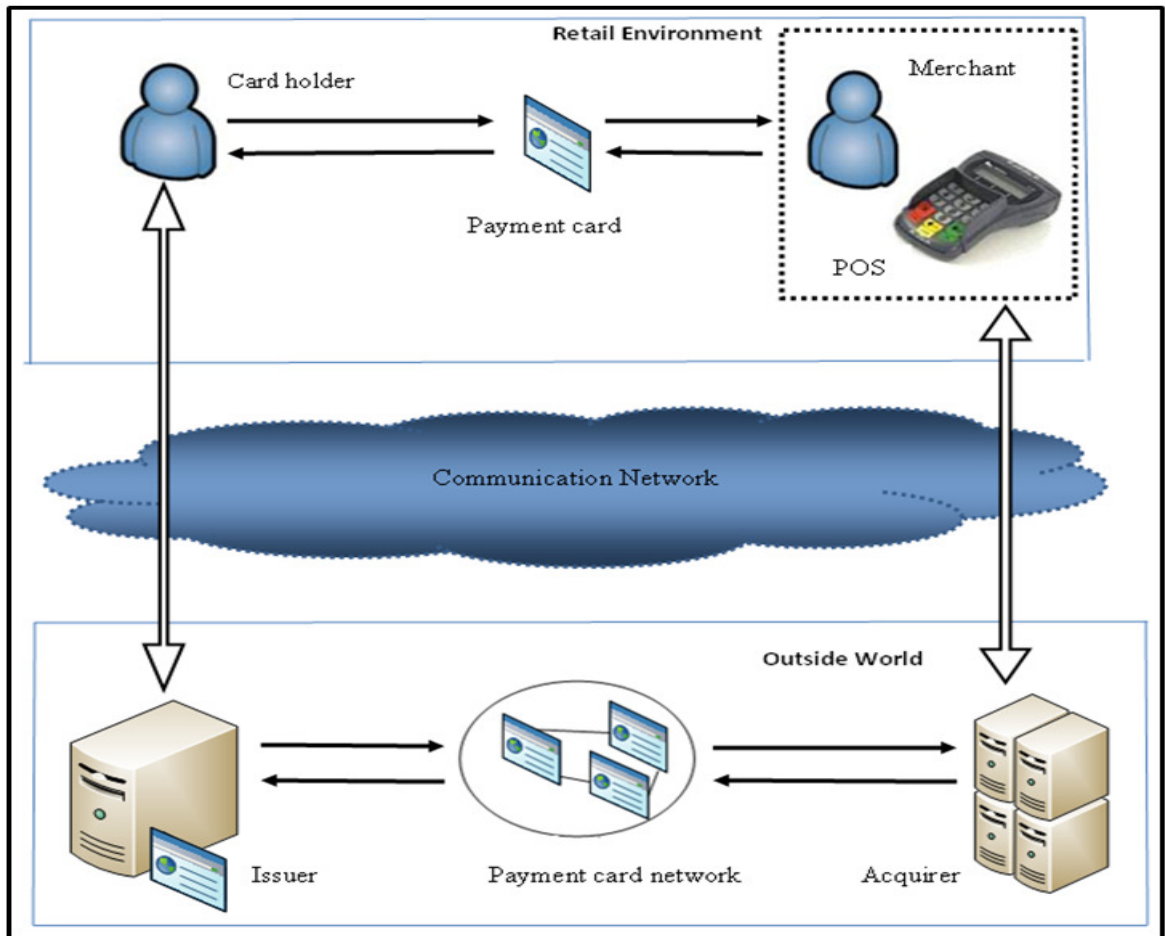 Retail Environment
Card holder
Merchant
Payment card
POS
Communication Network
Outside World
Issuer
Payment card network
Acquirer